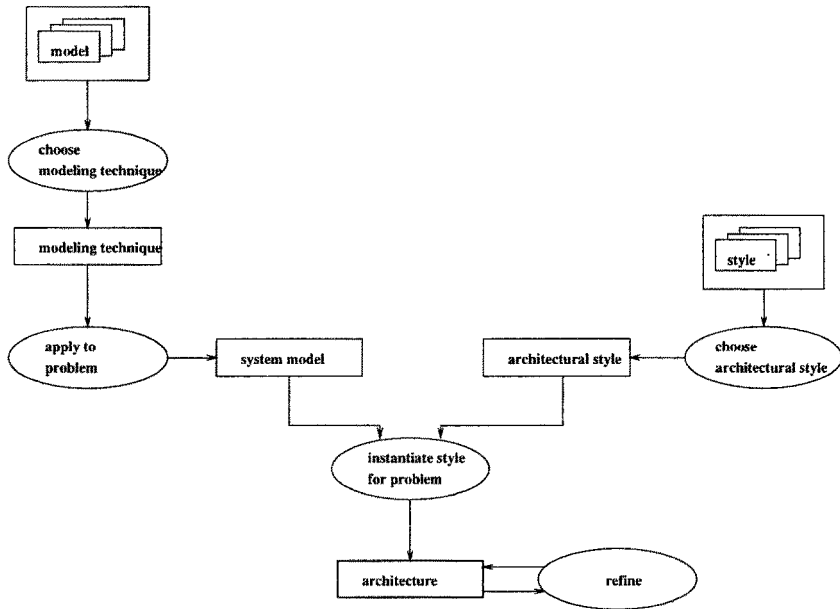 model
choose
modeling technique
modeling technique
style
apply to
problem
system model
architectural style
choose
architectural style
instantiate style
for problem
architecture
refine